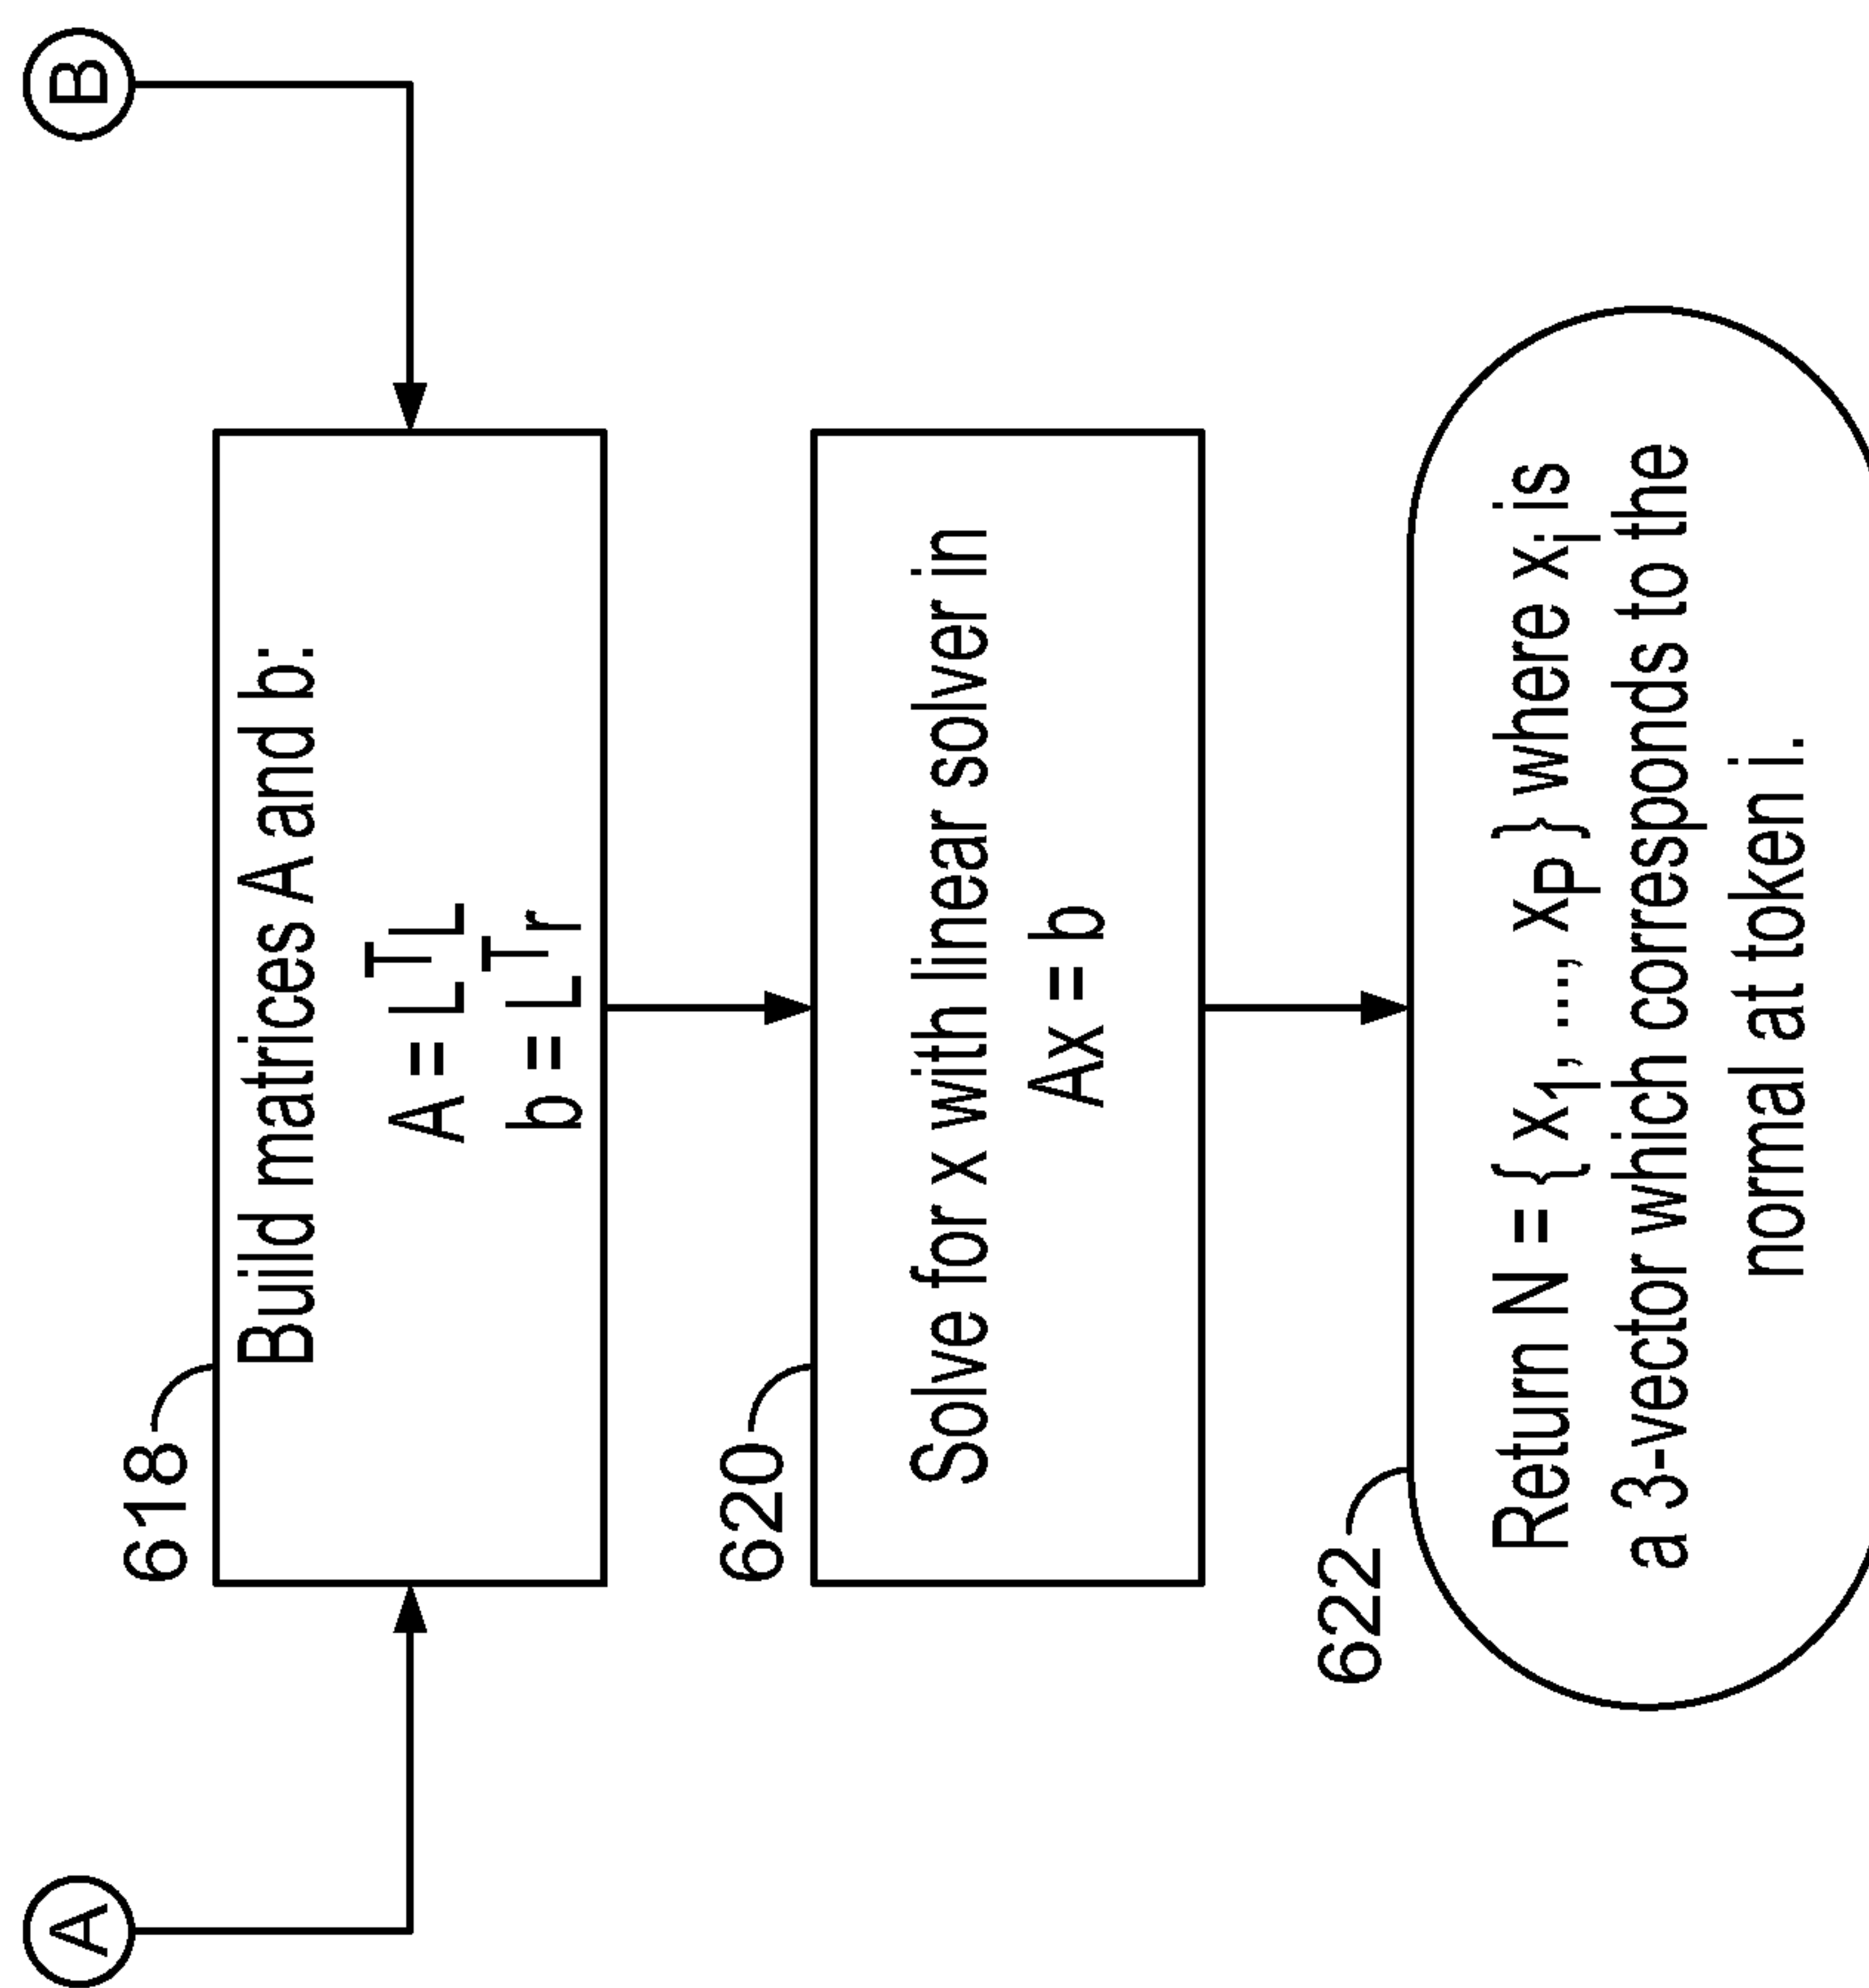 A
B
618
Build matrices A and b:
A = LᵀL
b = Lᵀr
620
Solve for x with linear solver in
Ax = b
622
Return N = { x₁, ..., x_P } where xᵢ is
a 3-vector which corresponds to the
normal at token i.